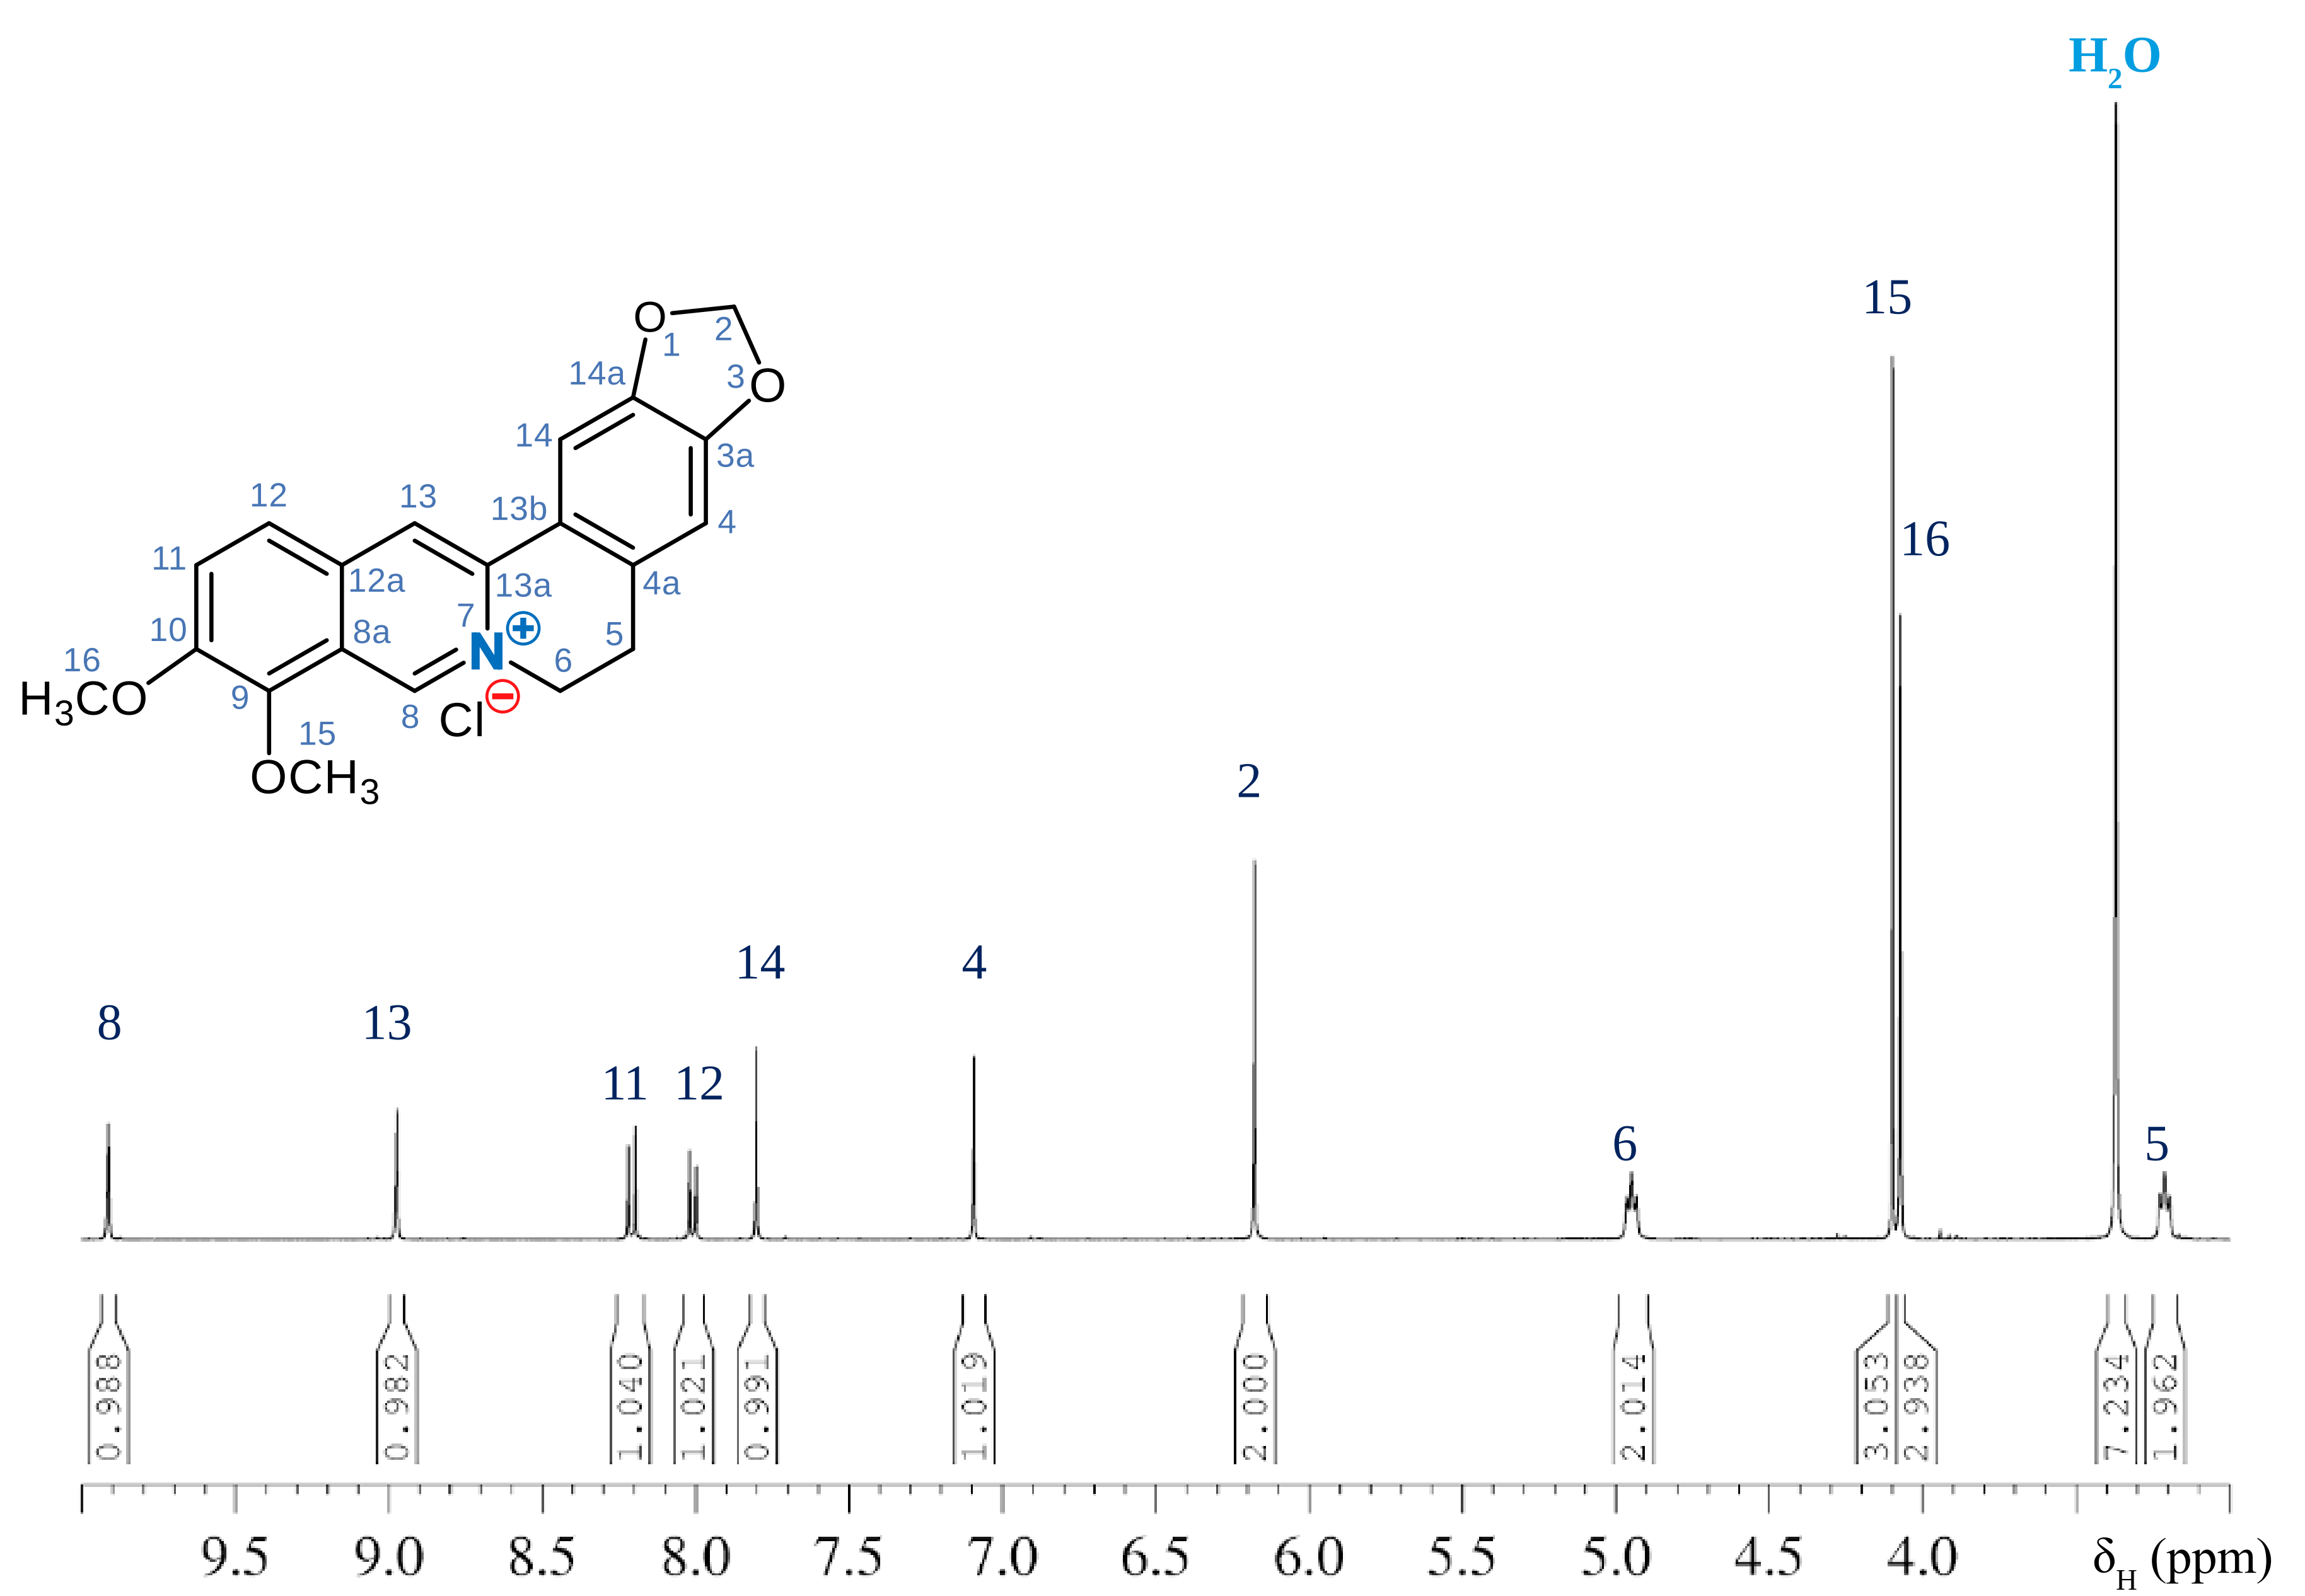 H2O
15
16
O
1
2
3
O
14a
14
3a
12
13
13b
4
11
12a
13a
4a
7
N
+
5
10
8a
6
16
H3CO
9
8
Cl
−
15
OCH3
2
14
4
8
13
11
12
6
5
0.988
0.982
1.040
1.021
0.991
1.019
2.000
2.014
3.053
2.938
7.234
1.962
9.5 9.0 8.5 8.0 7.5 7.0 6.5 6.0 5.5 5.0 4.5 4.0 δH (ppm)